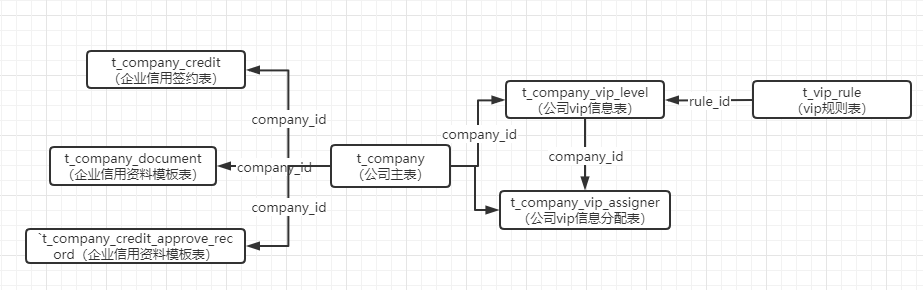 t_company_credit
（企业信用签约表）
company_id
t_company_document
（企业信用资料模板表）
company_id
company_id
`t_company_credit_approve_rec
ord（企业信用资料模板表）
t_company
（公司主表）
company_id
t_company_vip_level
（公司vip信息表）
rule_id
t_vip_rule
（vip规则表）
company_id
t_company_vip_assigner
（公司vip信息分配表）